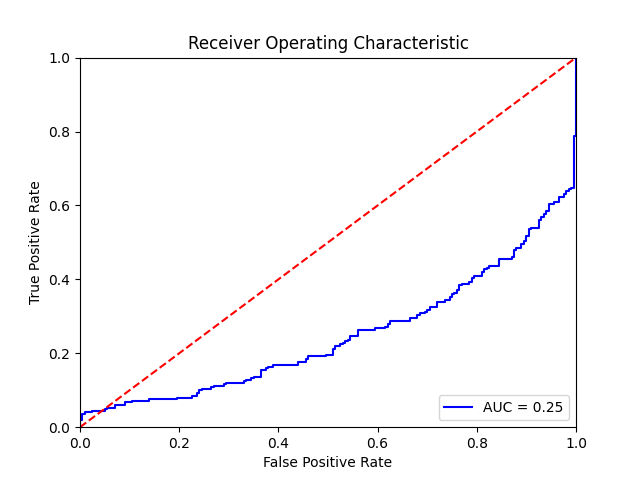 Receiver Operating Characteristic
True Positive Rate
1.0
0.8
0.6
0.4
0.2
0.0
AUC = 0.25
0.0 0.2 0.4 0.6 0.8 1.0
False Positive Rate